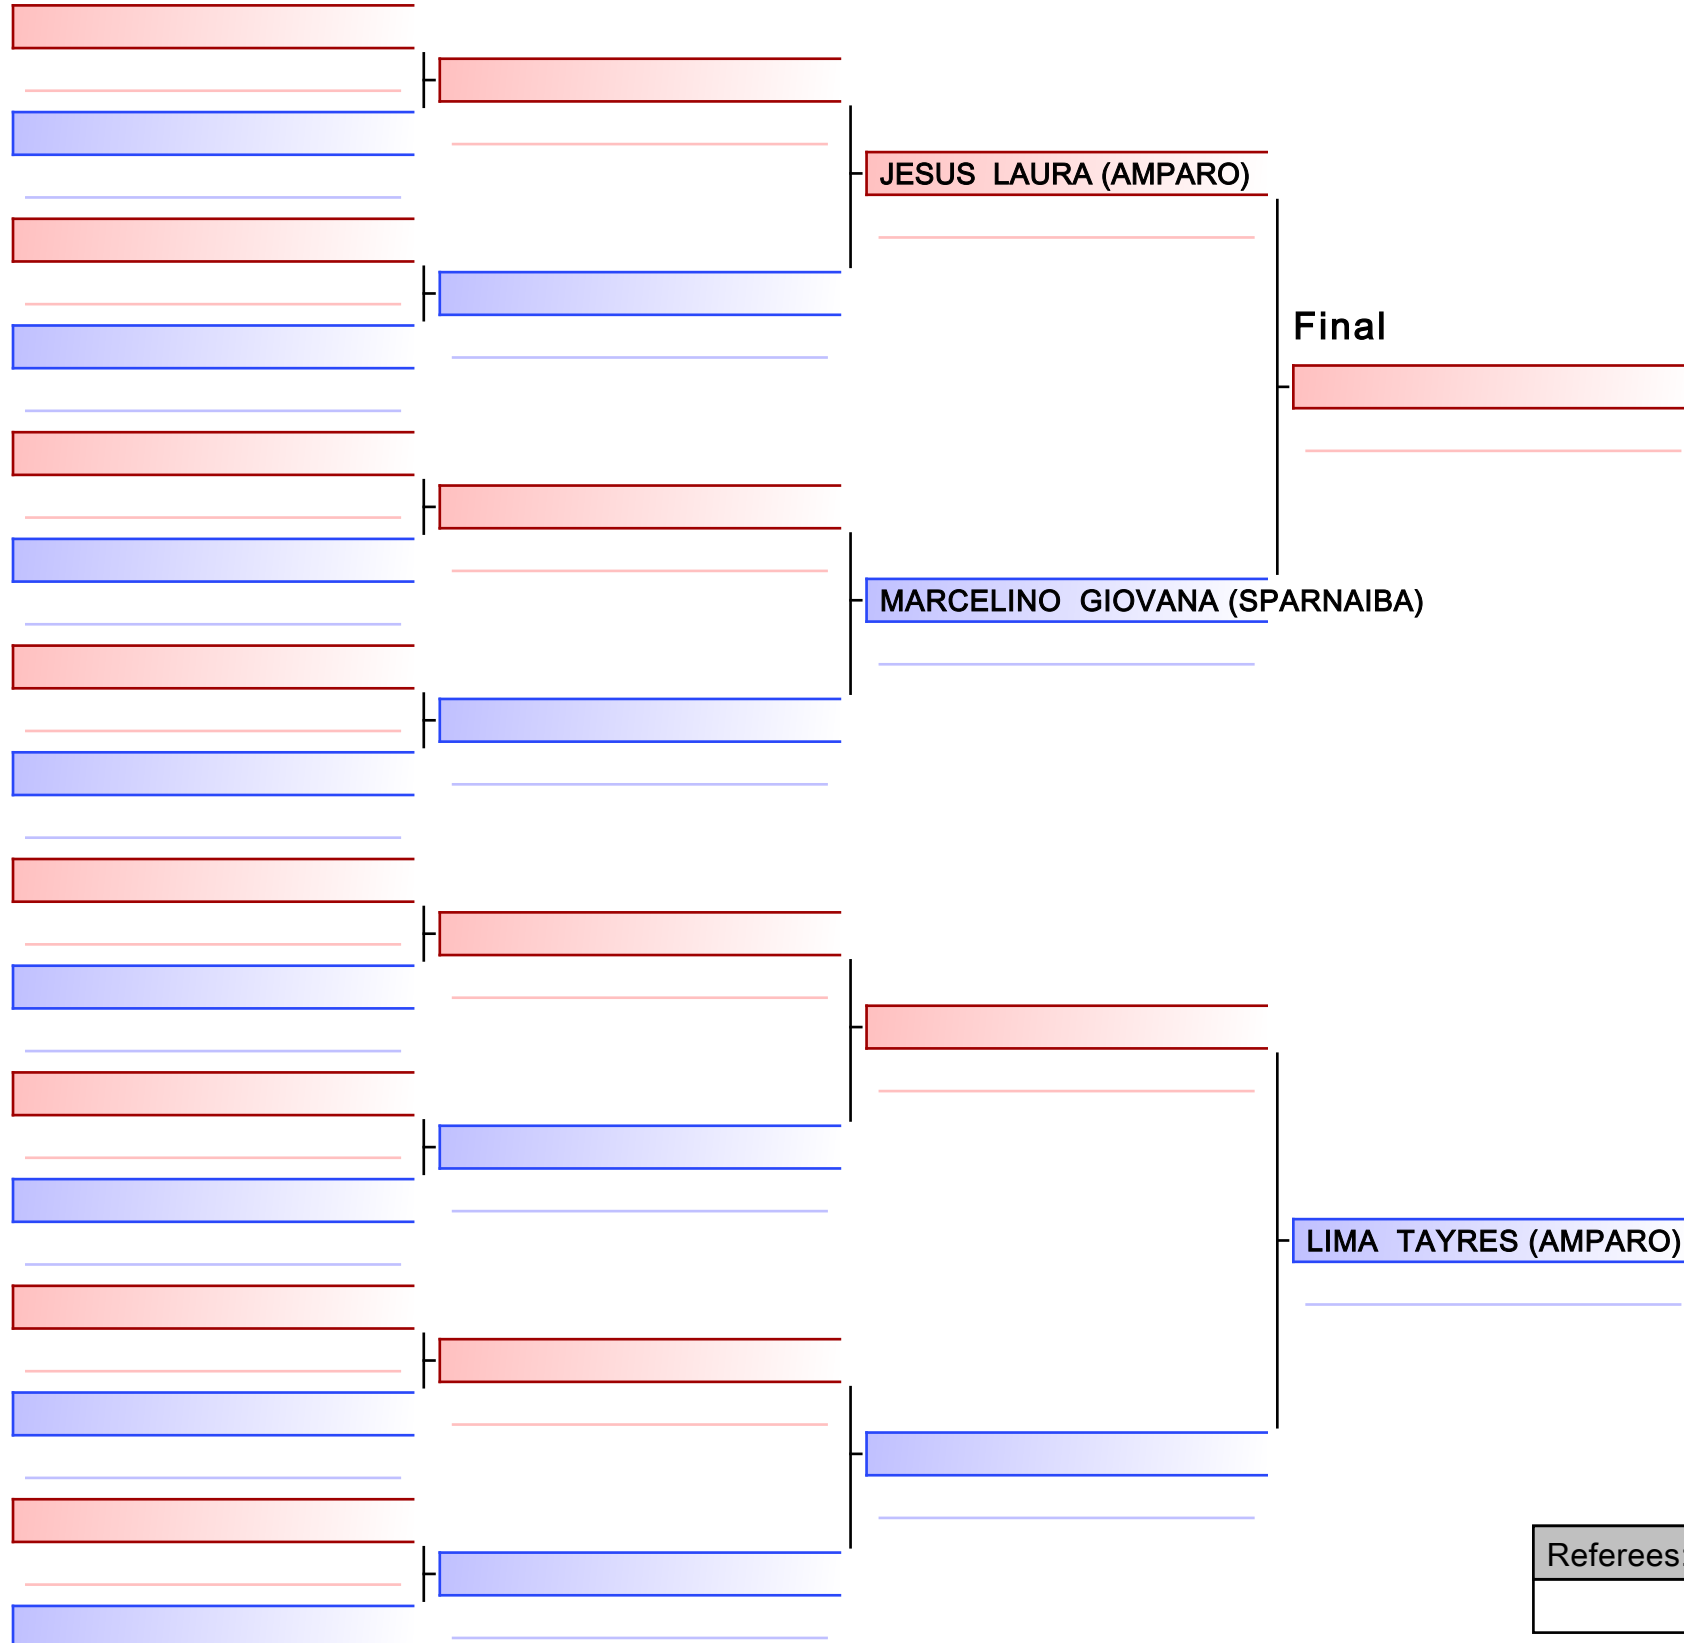 JESUS  LAURA (AMPARO)
Final
MARCELINO  GIOVANA (SPARNAIBA)
LIMA  TAYRES (AMPARO)
Referees: